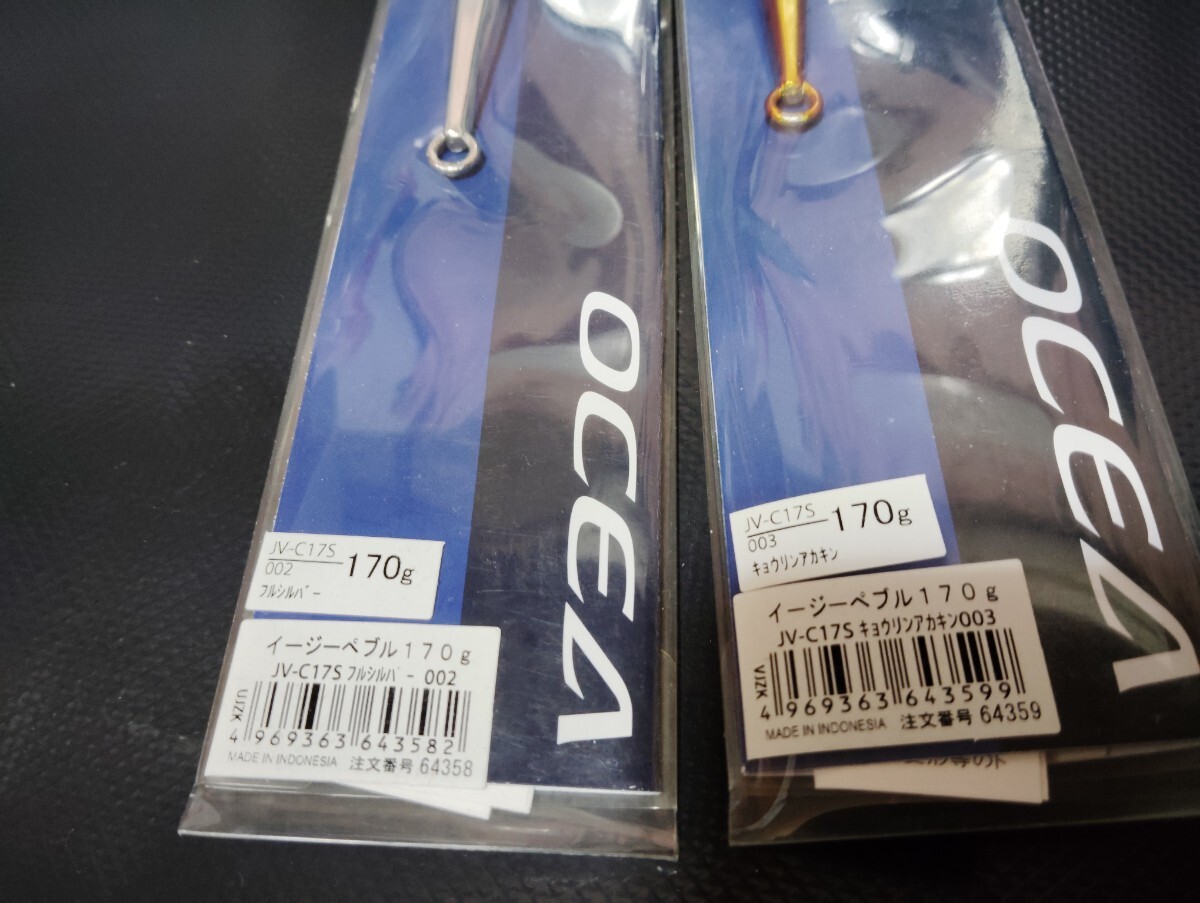 OCEA
JV-C17S
002
170g
フルシルバー
イージーペブル170g
JV-C17S フルシルバー 002
UJZK
4 969363 643582
MADE IN INDONESIA 注文番号 64358
OCEA
JV-C17S
003
170g
キョウリンアカキン
イージーペブル170g
JV-C17S キョウリンアカキン003
VJZK
4 969363 643599
MADE IN INDONESIA 注文番号 64359